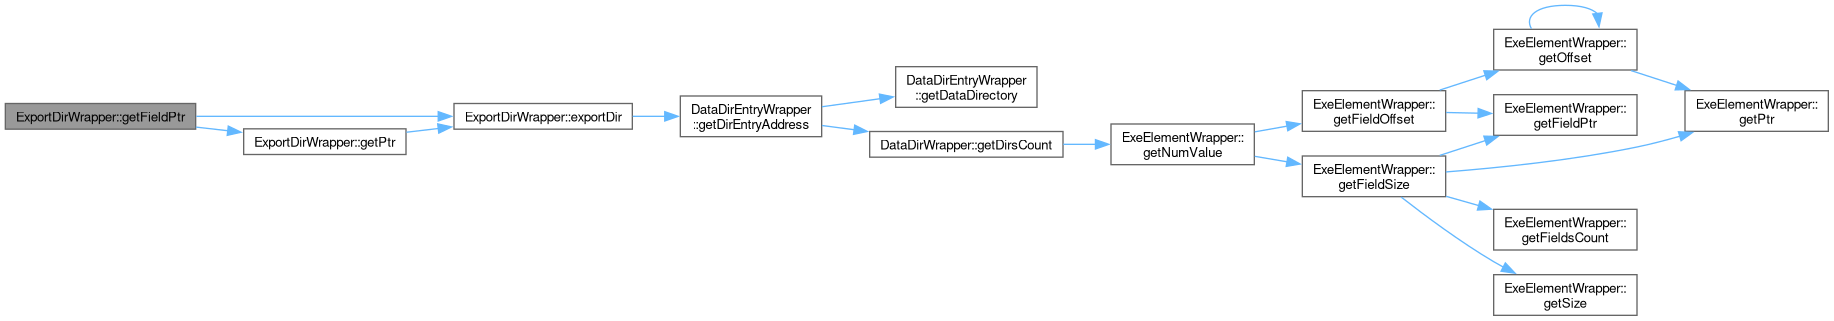 ExportDirWrapper::getFieldPtr
ExportDirWrapper::getPtr
ExportDirWrapper::exportDir
DataDirEntryWrapper
::getDirEntryAddress
DataDirEntryWrapper
::getDataDirectory
DataDirWrapper::getDirsCount
ExeElementWrapper::
getNumValue
ExeElementWrapper::
getFieldOffset
ExeElementWrapper::
getFieldSize
ExeElementWrapper::
getOffset
ExeElementWrapper::
getFieldPtr
ExeElementWrapper::
getFieldsCount
ExeElementWrapper::
getSize
ExeElementWrapper::
getPtr